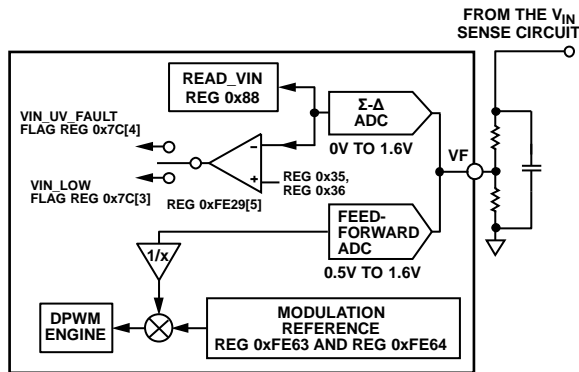 FROM THE VIN
SENSE CIRCUIT
READ_VIN
REG 0x88
Σ-Δ
ADC
0V TO 1.6V
VIN_UV_FAULT
FLAG REG 0x7C[4]
–
+
VIN_LOW
FLAG REG 0x7C[3]
REG 0xFE29[5]
REG 0x35,
REG 0x36
VF
FEED-
FORWARD
ADC
0.5V TO 1.6V
1/x
DPWM
ENGINE
MODULATION
REFERENCE
REG 0xFE63 AND REG 0xFE64